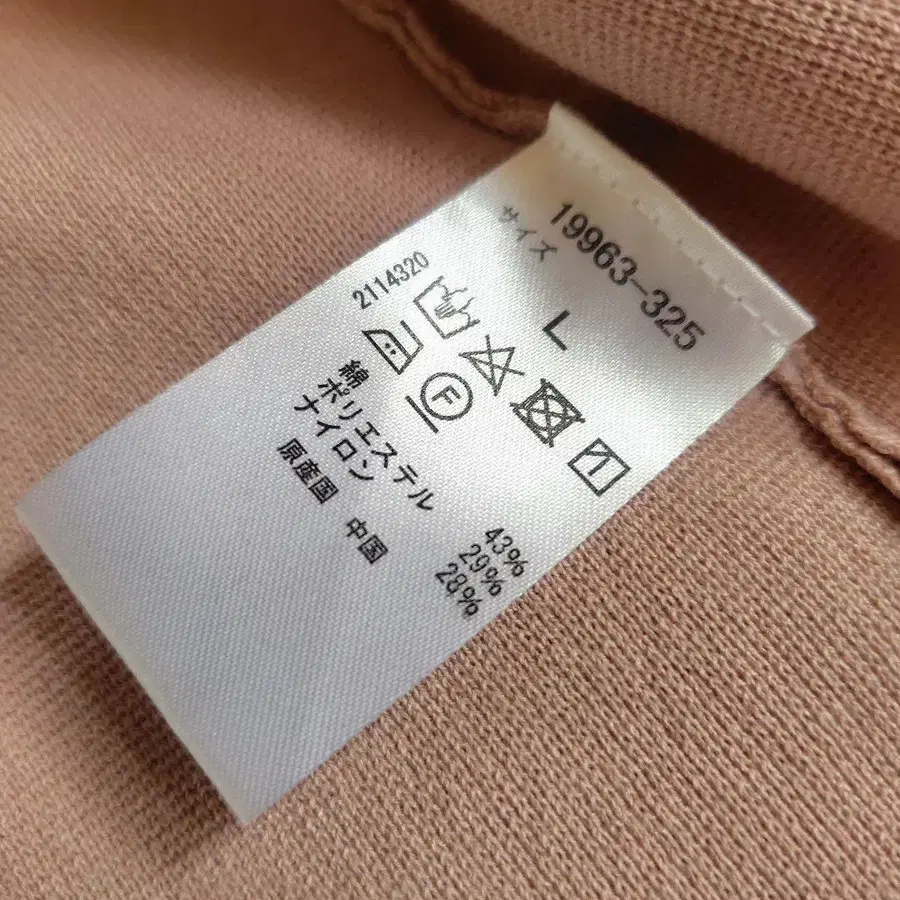 19963-325
サイズ L
2114320
F
綿 43%
ポリエステル 29%
ナイロン 28%
原産国 中国